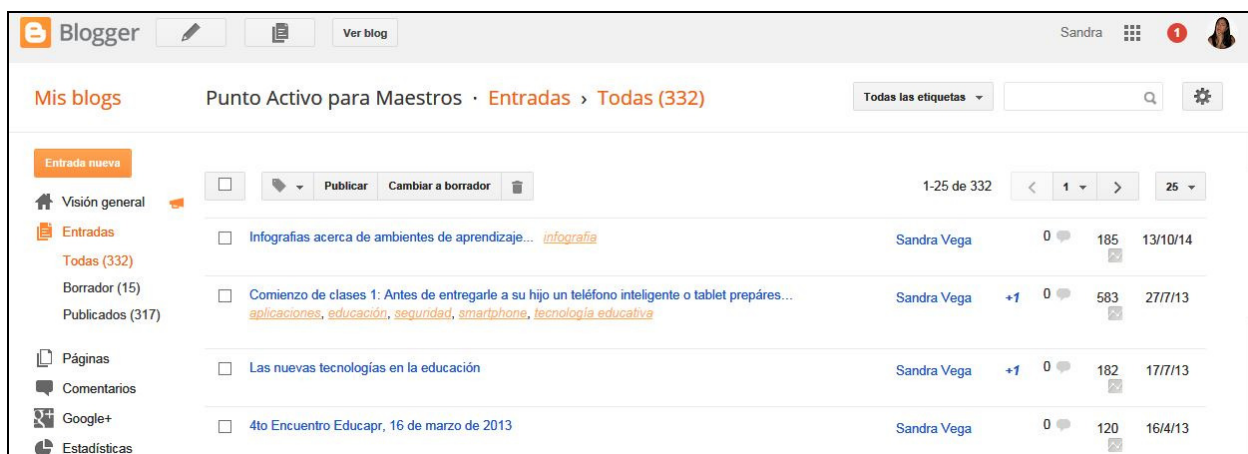 Blogger Ver blog Sandra 1
Mis blogs Punto Activo para Maestros · Entradas › Todas (332) Todas las etiquetas
Entrada nueva
Publicar Cambiar a borrador 1-25 de 332 1 25
Visión general
Entradas
Todas (332)
Borrador (15)
Publicados (317)
Páginas
Comentarios
Google+
Estadísticas
Infografias acerca de ambientes de aprendizaje... infografia Sandra Vega 0 185 13/10/14
Comienzo de clases 1: Antes de entregarle a su hijo un teléfono inteligente o tablet prepáres... Sandra Vega +1 0 583 27/7/13
aplicaciones, educación, seguridad, smartphone, tecnología educativa
Las nuevas tecnologías en la educación Sandra Vega +1 0 182 17/7/13
4to Encuentro Educapr, 16 de marzo de 2013 Sandra Vega 0 120 16/4/13